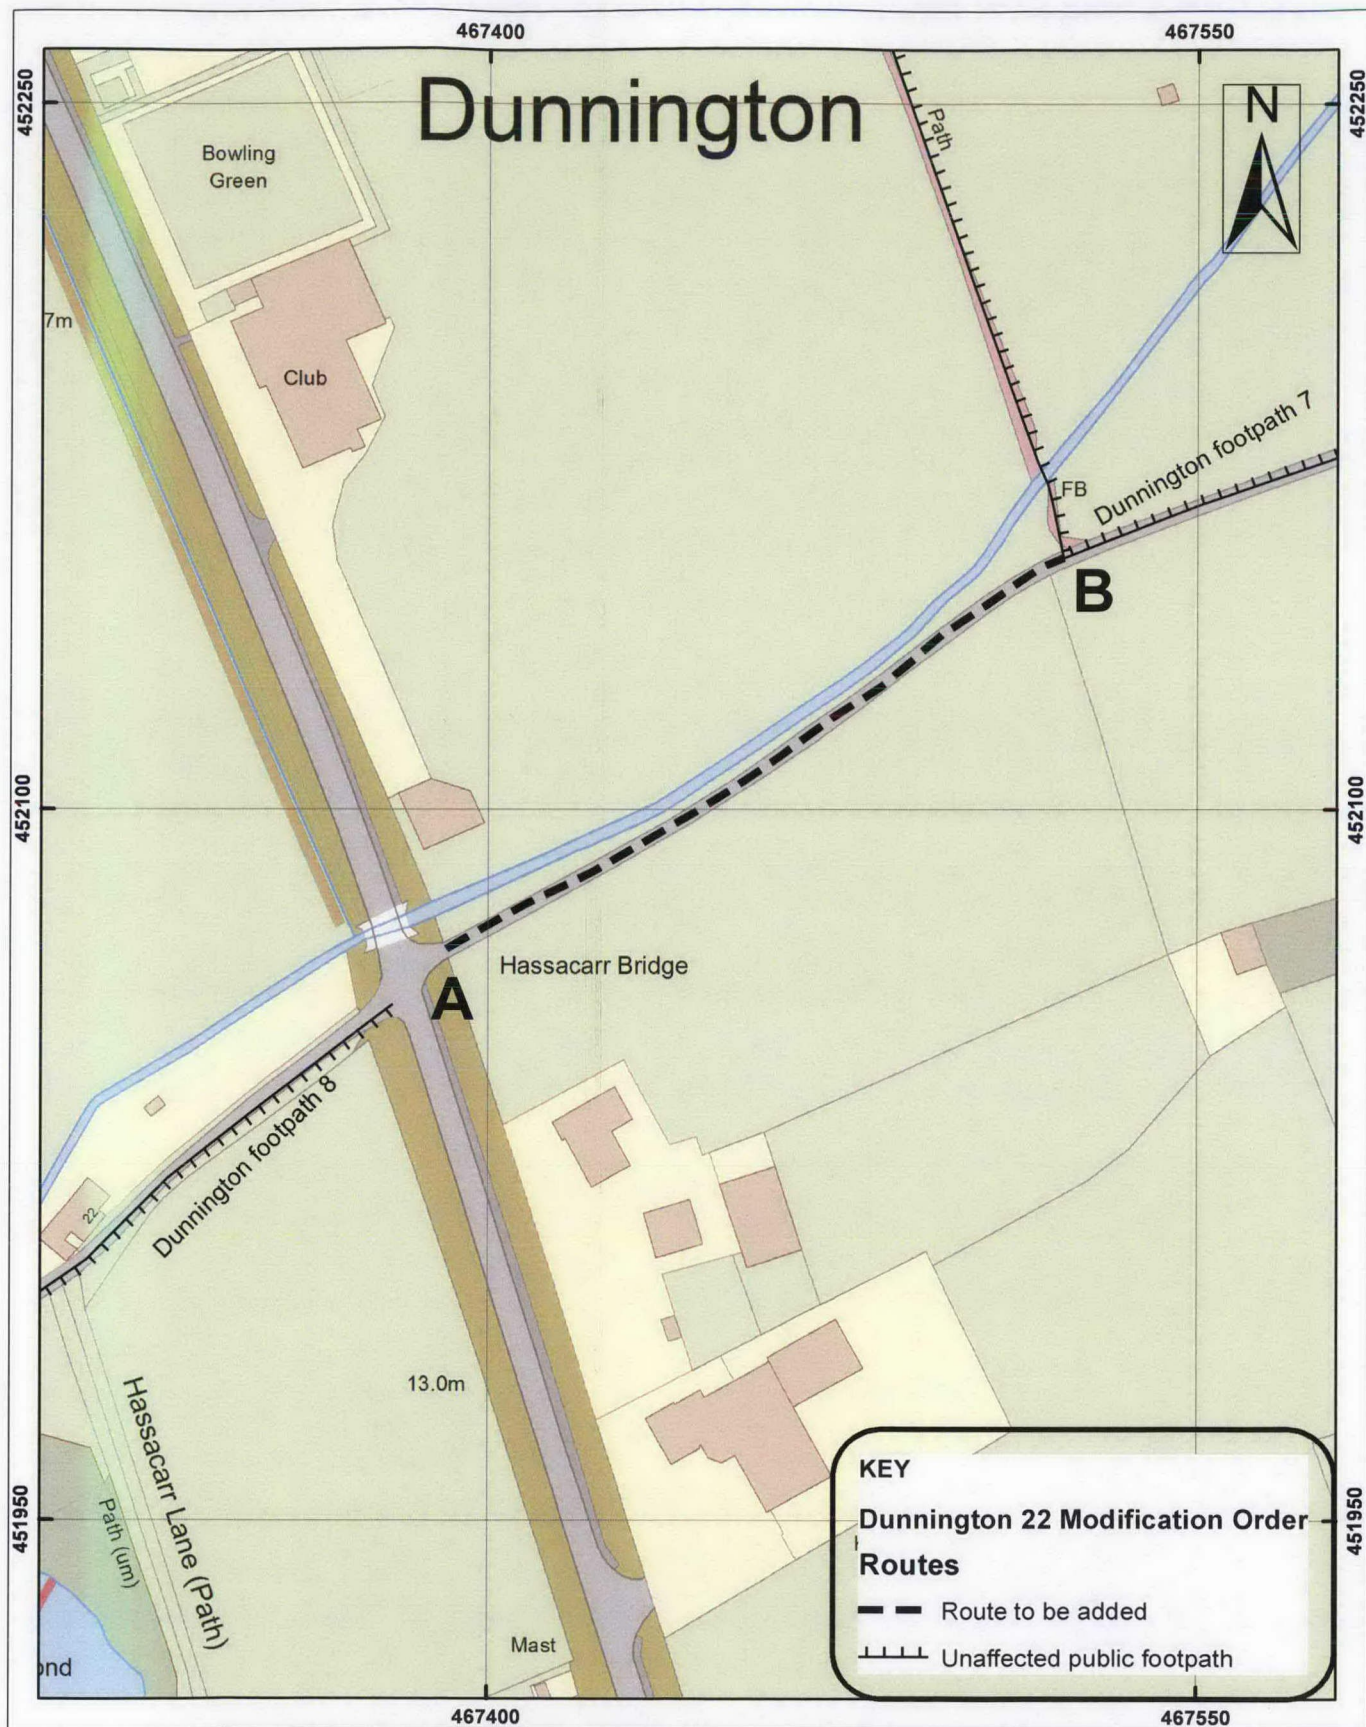 467400
467550
452250
452250
Dunnington
N
Path
Bowling
Green
7m
Club
Dunnington footpath 7
FB
B
452100
452100
Hassacarr Bridge
A
Dunnington footpath 8
22
13.0m
Hassacarr Lane (Path)
Path (um)
ond
Mast
451950
451950
KEY
Dunnington 22 Modification Order
Routes
Route to be added
Unaffected public footpath
467400
467550